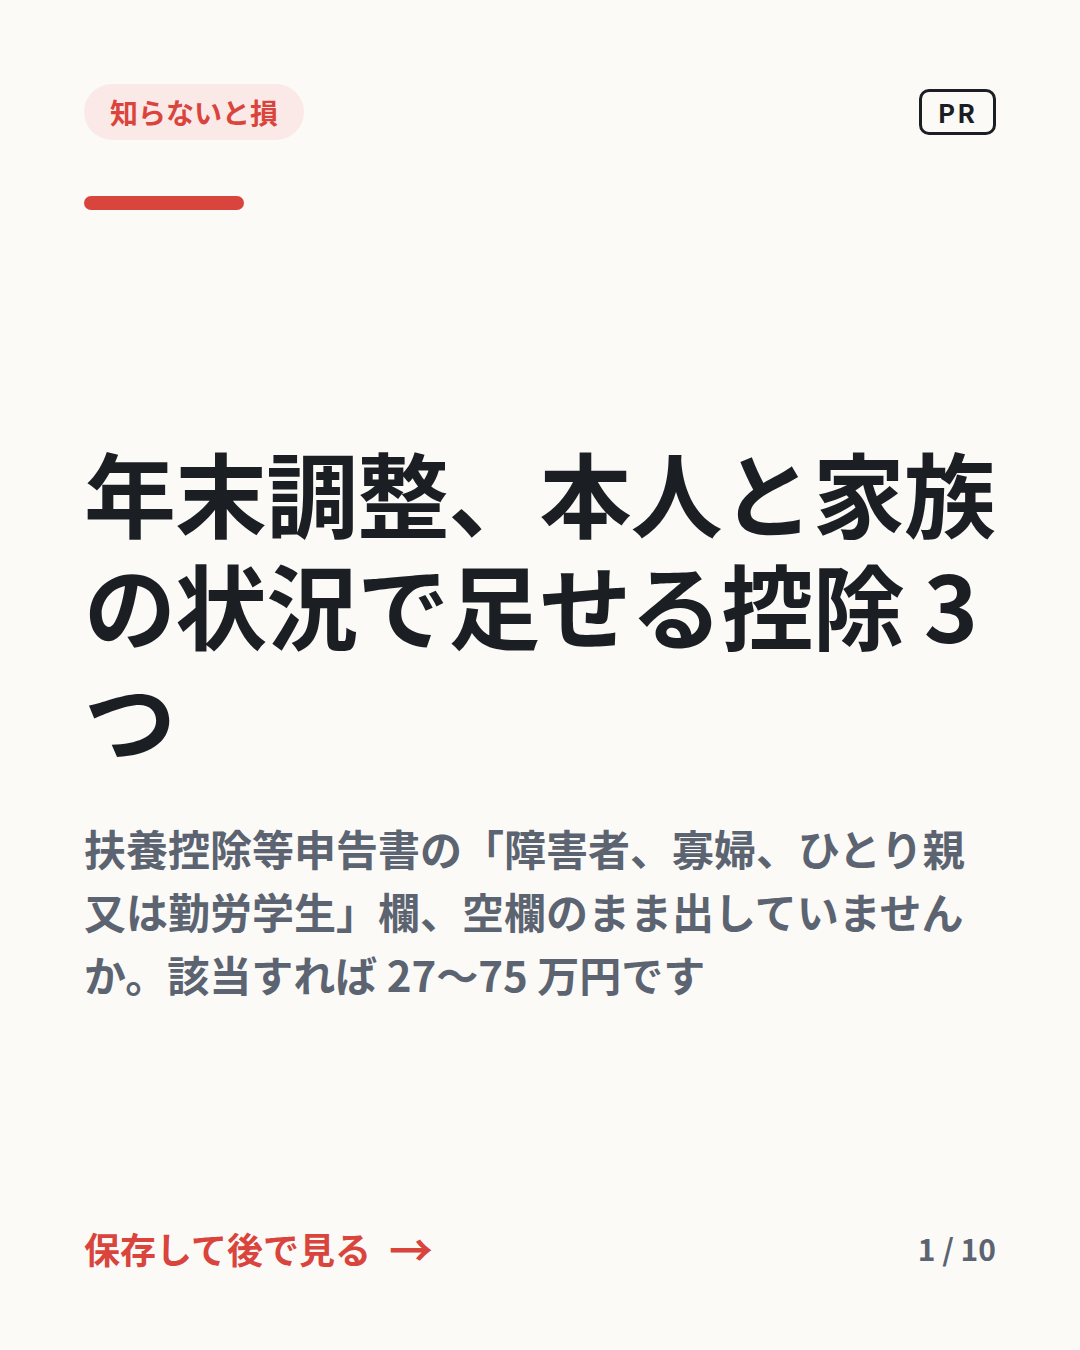 知らないと損
PR
年末調整、本人と家族
の状況で足せる控除 3
つ
扶養控除等申告書の「障害者、寡婦、ひとり親
又は勤労学生」欄、空欄のまま出していません
か。該当すれば 27〜75 万円です
保存して後で見る →
1 / 10